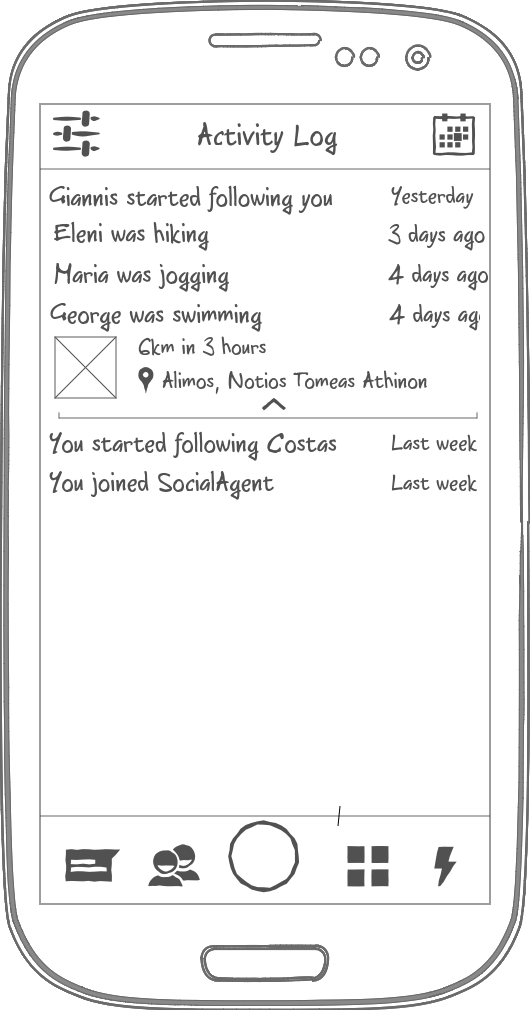 Activity Log
Giannis started following you Yesterday
Eleni was hiking 3 days ago
Maria was jogging 4 days ago
George was swimming 4 days ag
6km in 3 hours
Alimos, Notios Tomeas Athinon
You started following Costas Last week
You joined SocialAgent Last week